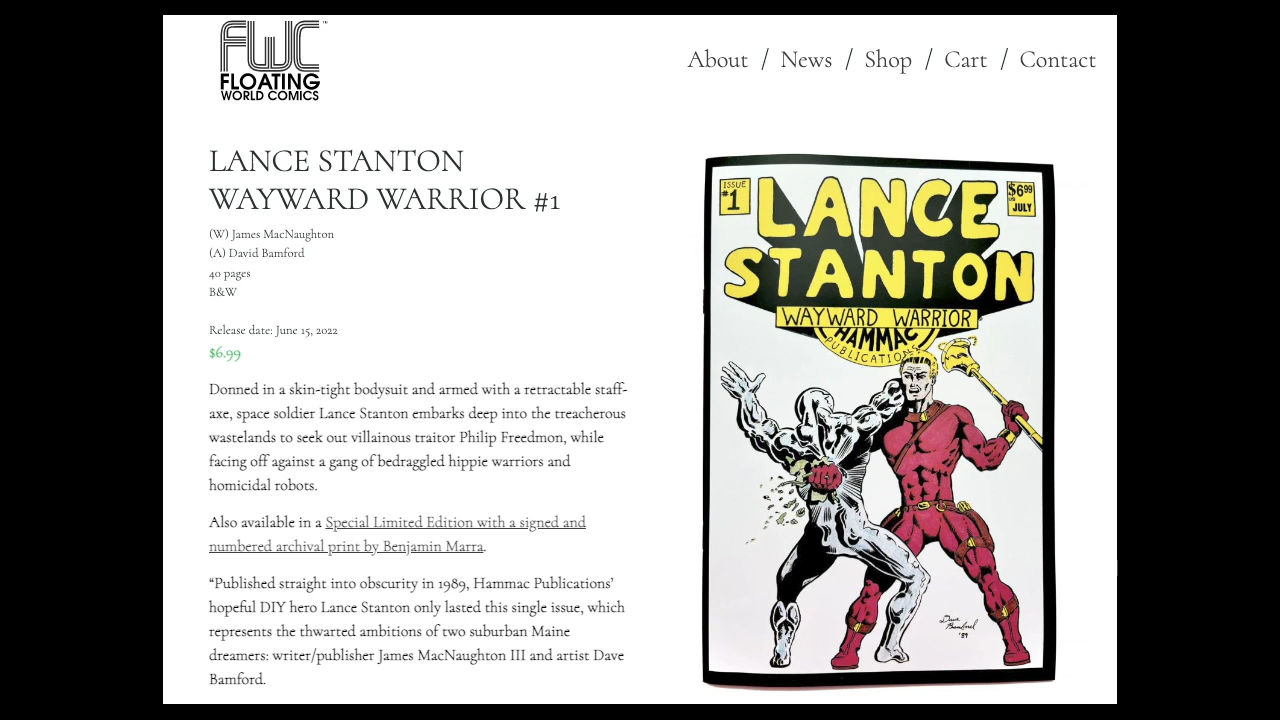 FWC™
FLOATING
WORLD COMICS
About / News / Shop / Cart / Contact
LANCE STANTON
WAYWARD WARRIOR #1
(W) James MacNaughton
(A) David Bamford
40 pages
B&W
Release date: June 15, 2022
$6.99
Donned in a skin-tight bodysuit and armed with a retractable staff-
axe, space soldier Lance Stanton embarks deep into the treacherous
wastelands to seek out villainous traitor Philip Freedmon, while
facing off against a gang of bedraggled hippie warriors and
homicidal robots.
Also available in a Special Limited Edition with a signed and
numbered archival print by Benjamin Marra.
“Published straight into obscurity in 1989, Hammac Publications’
hopeful DIY hero Lance Stanton only lasted this single issue, which
represents the thwarted ambitions of two suburban Maine
dreamers: writer/publisher James MacNaughton III and artist Dave
Bamford.
ISSUE
#1
$6.99
US
JULY
LANCE
STANTON
WAYWARD WARRIOR
HAMMAC
PUBLICATIONS
Dave
Bamford
'89